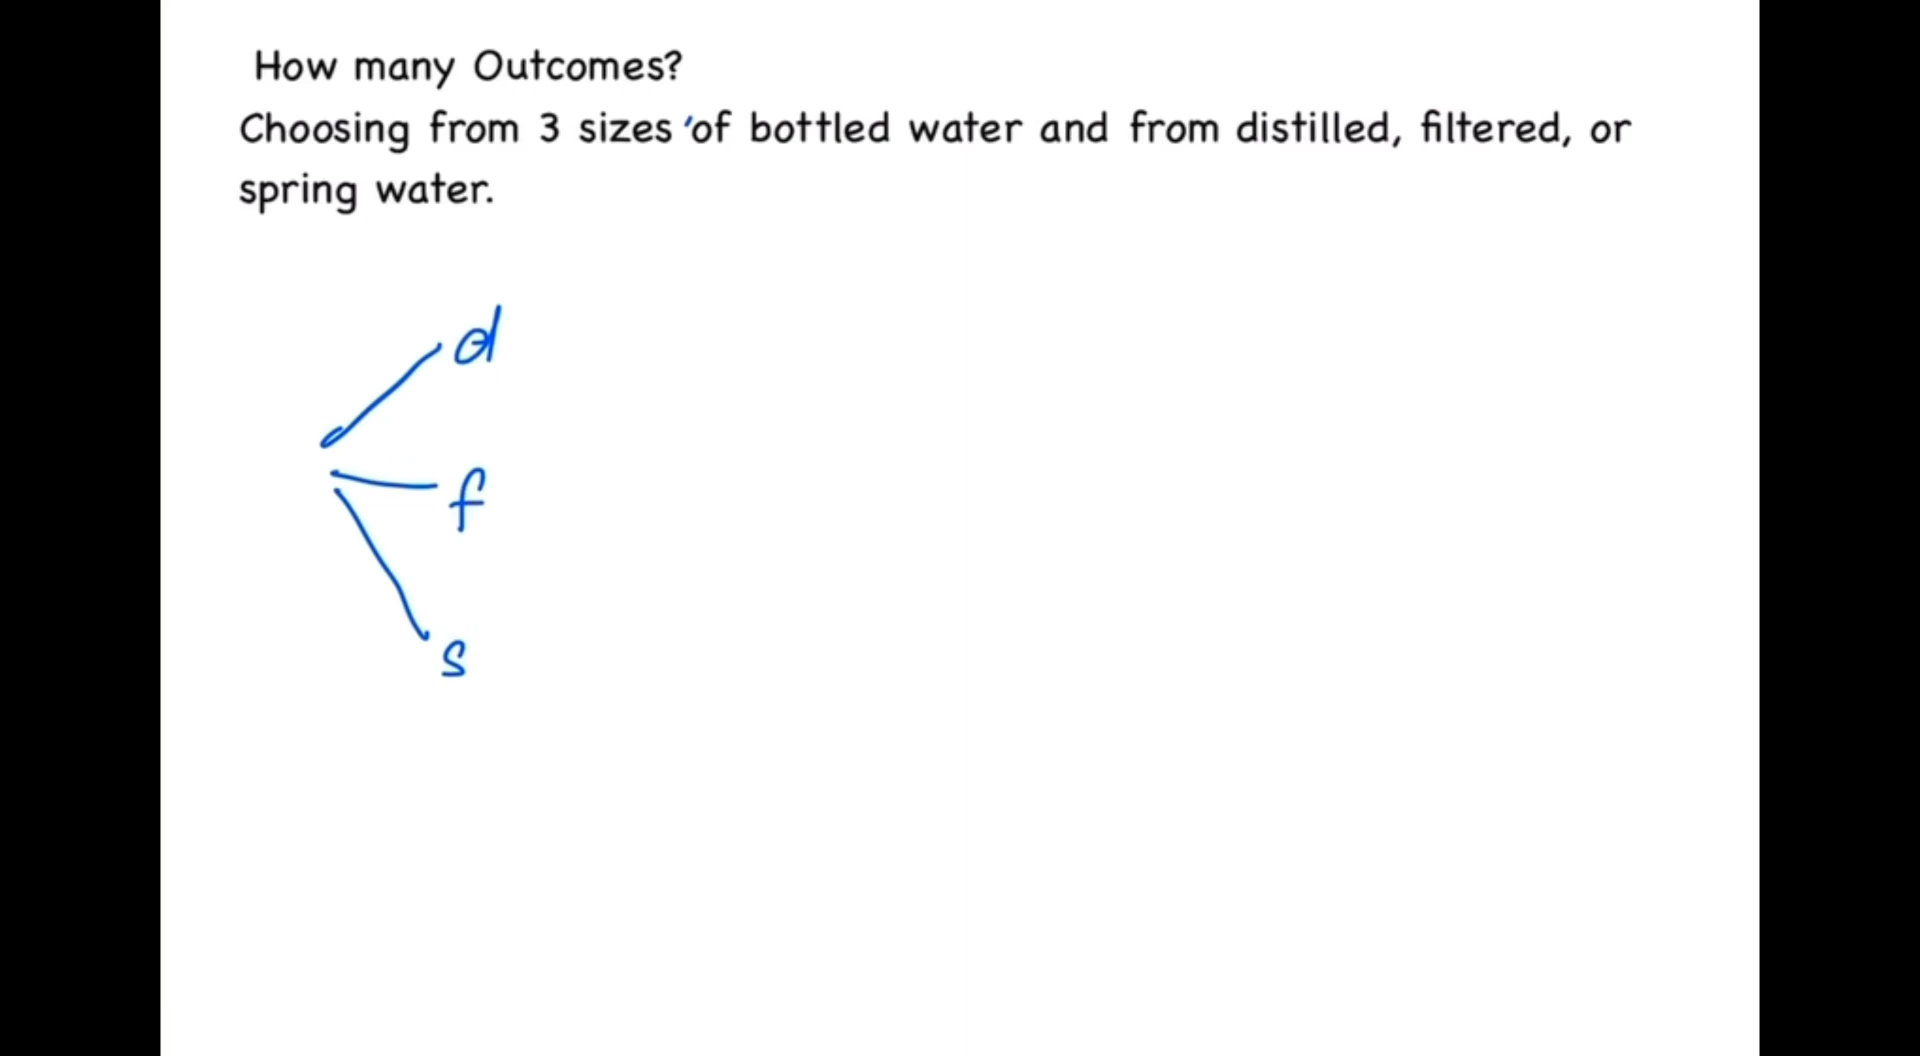 How many Outcomes?
Choosing from 3 sizes of bottled water and from distilled, filtered, or
spring water.
d
f
s